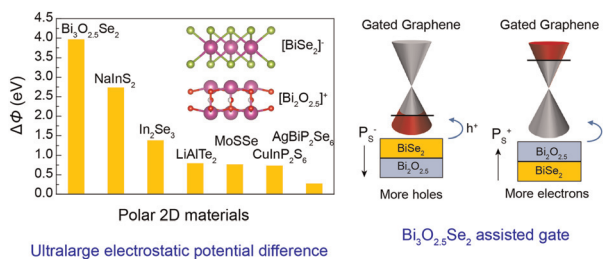 ΔΦ (eV)
4.5
4.0
3.5
3.0
2.5
2.0
1.5
1.0
0.5
0.0
Bi₃O₂.₅Se₂
NaInS₂
In₂Se₃
LiAlTe₂
MoSSe
CuInP₂S₆
AgBiP₂Se₆
[BiSe₂]⁻
[Bi₂O₂.₅]⁺
Polar 2D materials
Ultralarge electrostatic potential difference
Gated Graphene
Pₛ⁻
h⁺
BiSe₂
Bi₂O₂.₅
More holes
Gated Graphene
Pₛ⁺
Bi₂O₂.₅
BiSe₂
More electrons
Bi₃O₂.₅Se₂ assisted gate